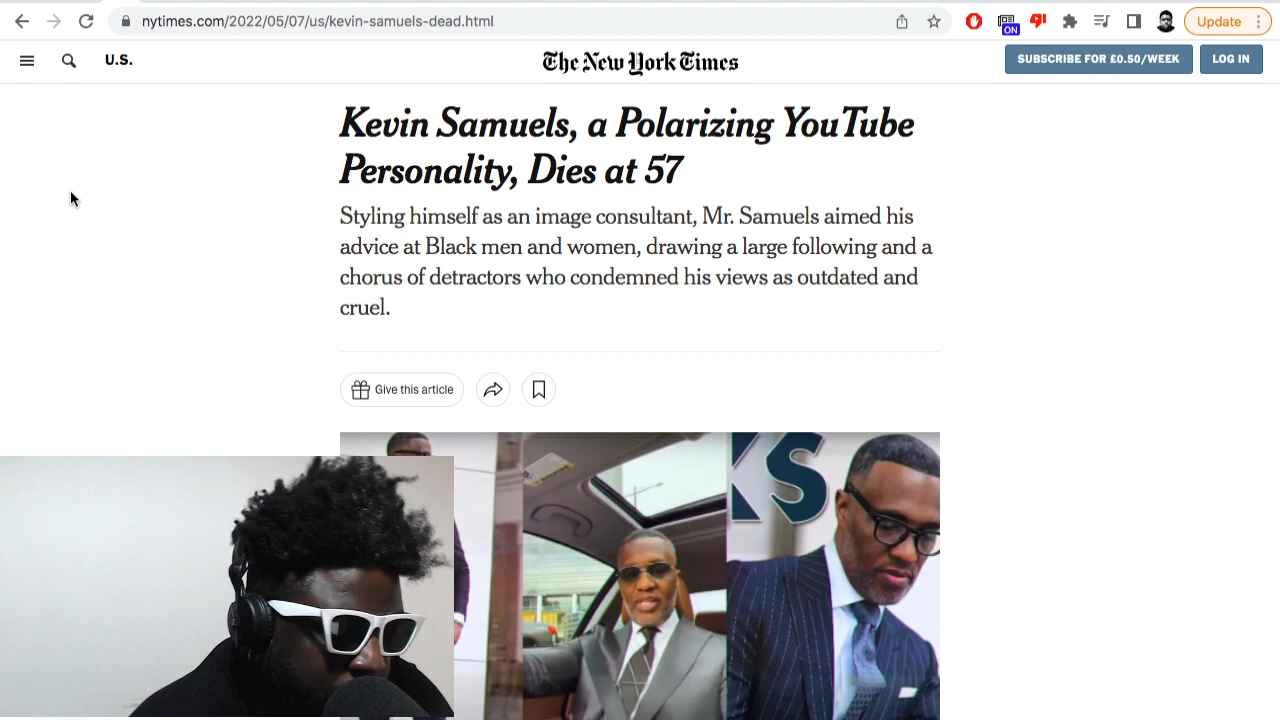 nytimes.com/2022/05/07/us/kevin-samuels-dead.html
ON
Update
U.S.
The New York Times
SUBSCRIBE FOR £0.50/WEEK
LOG IN
Kevin Samuels, a Polarizing YouTube
Personality, Dies at 57
Styling himself as an image consultant, Mr. Samuels aimed his
advice at Black men and women, drawing a large following and a
chorus of detractors who condemned his views as outdated and
cruel.
Give this article
KS